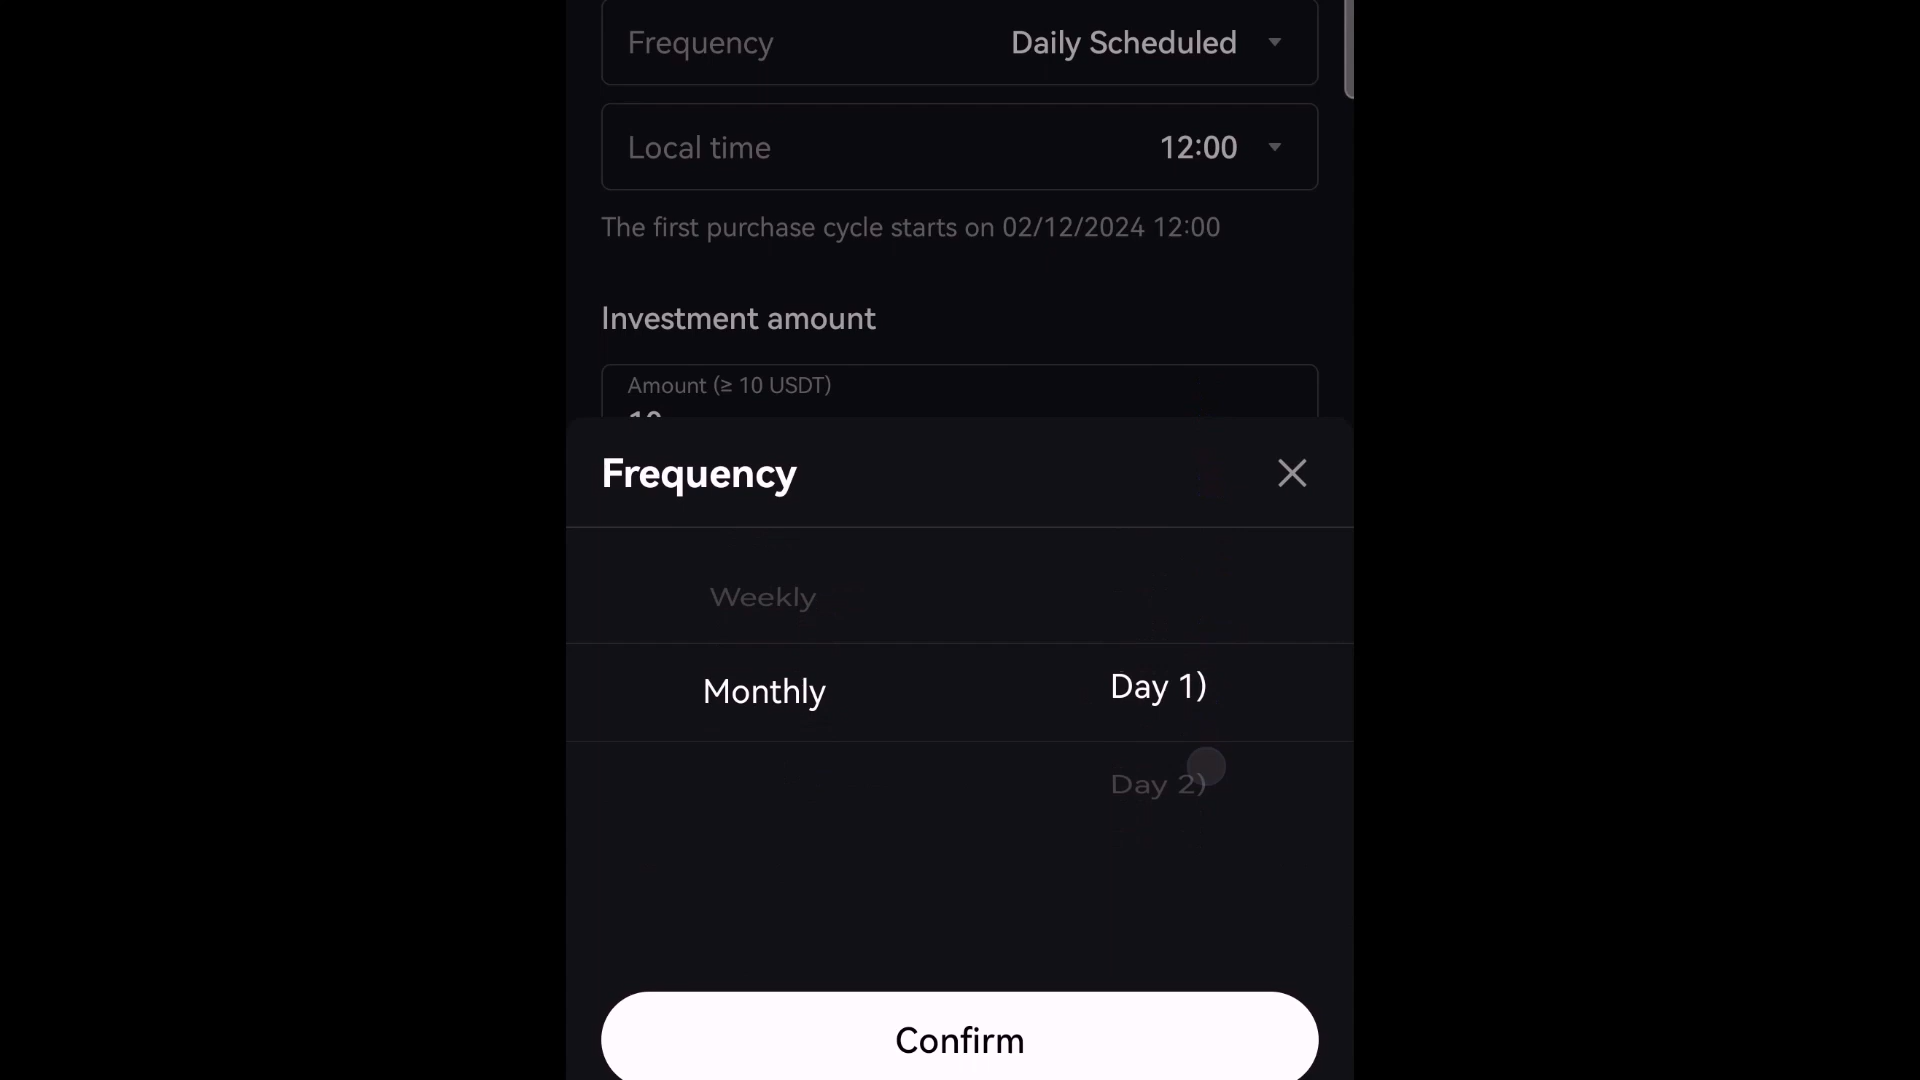 Frequency Daily Scheduled
Local time 12:00
The first purchase cycle starts on 02/12/2024 12:00
Investment amount
Amount (≥ 10 USDT)
10
Frequency
Weekly
Monthly Day 1)
Day 2)
Confirm